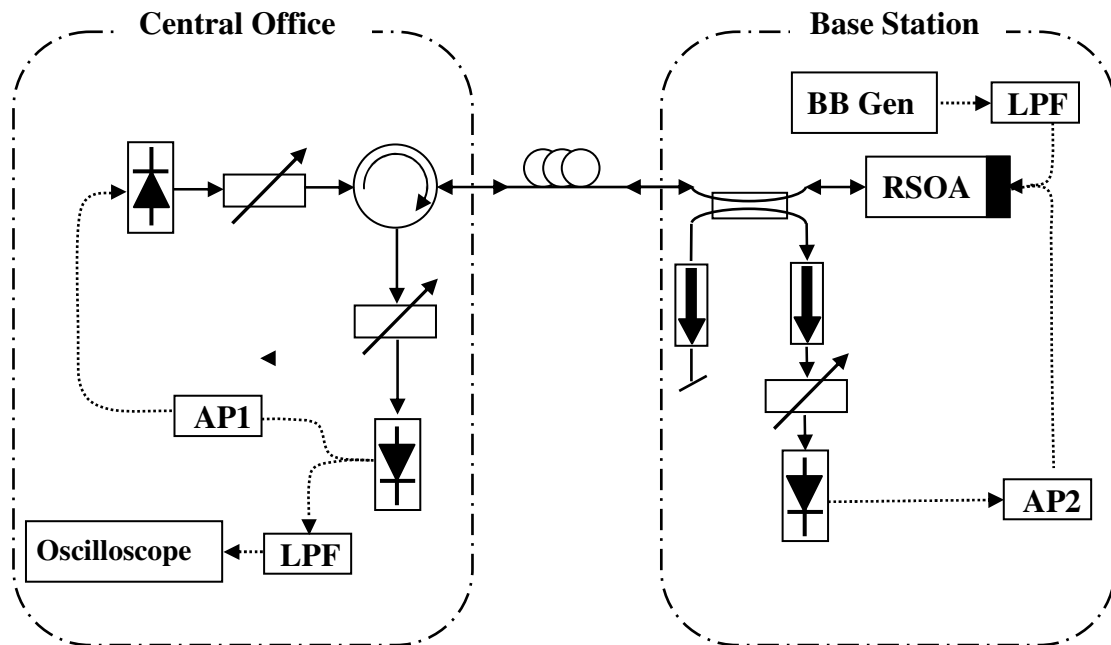 Central Office
Base Station
BB Gen
LPF
RSOA
AP1
AP2
Oscilloscope
LPF